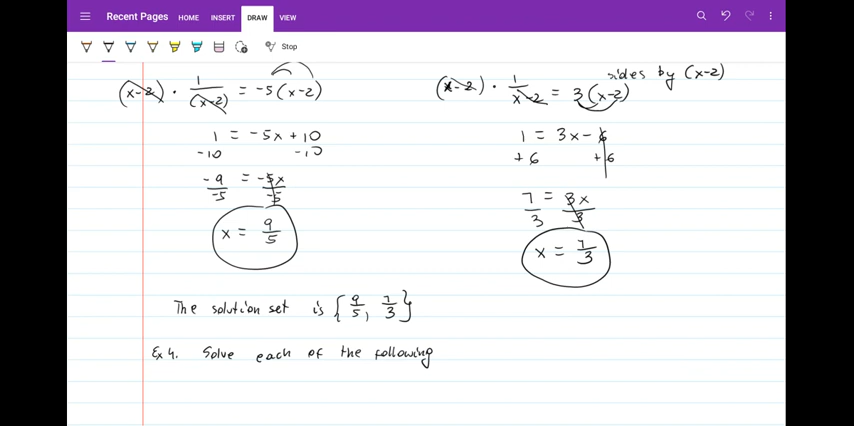 Recent Pages HOME INSERT DRAW VIEW
Stop
sides by (x-2)
(x-2) · 1/(x-2) = -5(x-2)
1 = -5x + 10
-10 -10
-9/-5 = -5x/-5
x = 9/5
(x-2) · 1/x-2 = 3(x-2)
1 = 3x - 6
+ 6 + 6
7/3 = 3x/3
x = 7/3
The solution set is {9/5, 7/3}
Ex 4. Solve each of the following